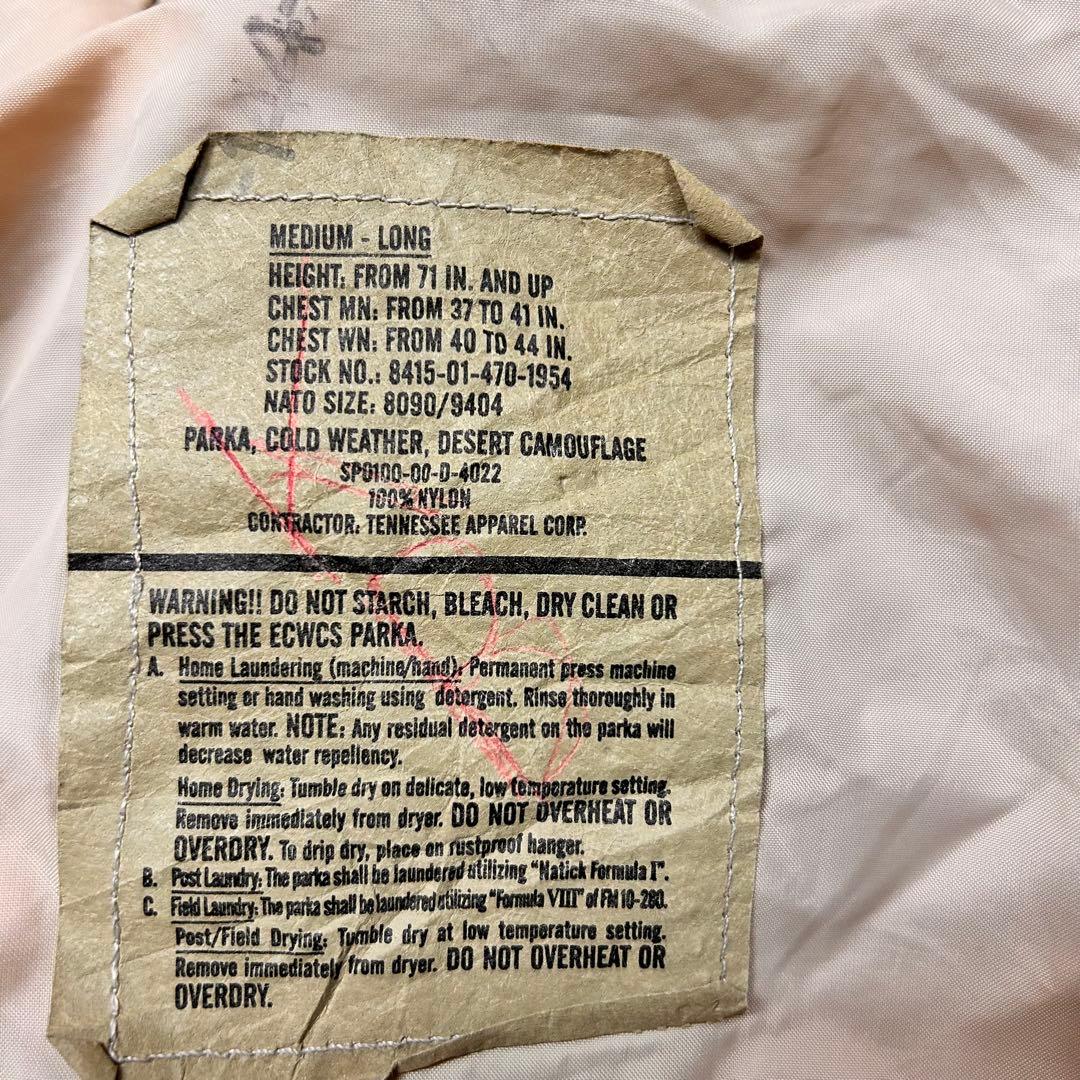 MEDIUM - LONG
HEIGHT: FROM 71 IN. AND UP
CHEST MN: FROM 37 TO 41 IN.
CHEST WN: FROM 40 TO 44 IN.
STOCK NO.: 8415-01-470-1954
NATO SIZE: 8090/9404
PARKA, COLD WEATHER, DESERT CAMOUFLAGE
SP0100-00-D-4022
100% NYLON
CONTRACTOR: TENNESSEE APPAREL CORP.
WARNING!! DO NOT STARCH, BLEACH, DRY CLEAN OR
PRESS THE ECWCS PARKA.
A. Home Laundering (machine/hand): Permanent press machine
setting or hand washing using detergent. Rinse thoroughly in
warm water. NOTE: Any residual detergent on the parka will
decrease water repellency.
Home Drying: Tumble dry on delicate, low temperature setting.
Remove immediately from dryer. DO NOT OVERHEAT OR
OVERDRY. To drip dry, place on rustproof hanger.
B. Post Laundry: The parka shall be laundered utilizing "Natick Formula I".
C. Field Laundry: The parka shall be laundered utilizing "Formula VIII" of FM 10-280.
Post/Field Drying: Tumble dry at low temperature setting.
Remove immediately from dryer. DO NOT OVERHEAT OR
OVERDRY.